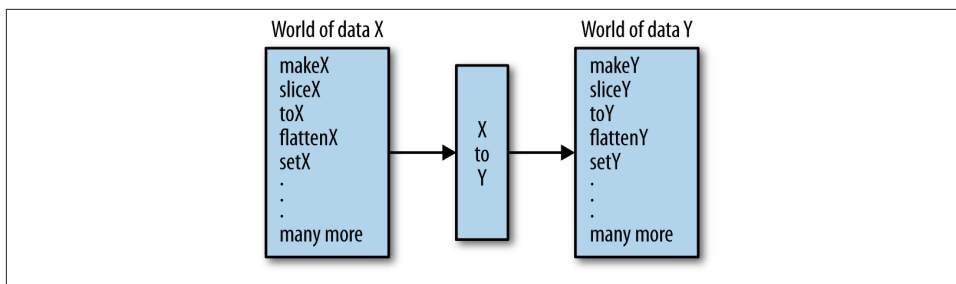 World of data X
makeX
sliceX
toX
flattenX
setX
.
.
.
many more
X
to
Y
World of data Y
makeY
sliceY
toY
flattenY
setY
.
.
.
many more